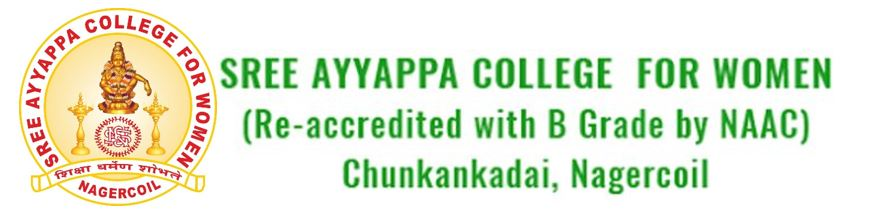 SREE AYYAPPA COLLEGE FOR WOMEN
शिक्षा धर्मेण शोभते
NAGERCOIL
SREE AYYAPPA COLLEGE FOR WOMEN
(Re-accredited with B Grade by NAAC)
Chunkankadai, Nagercoil